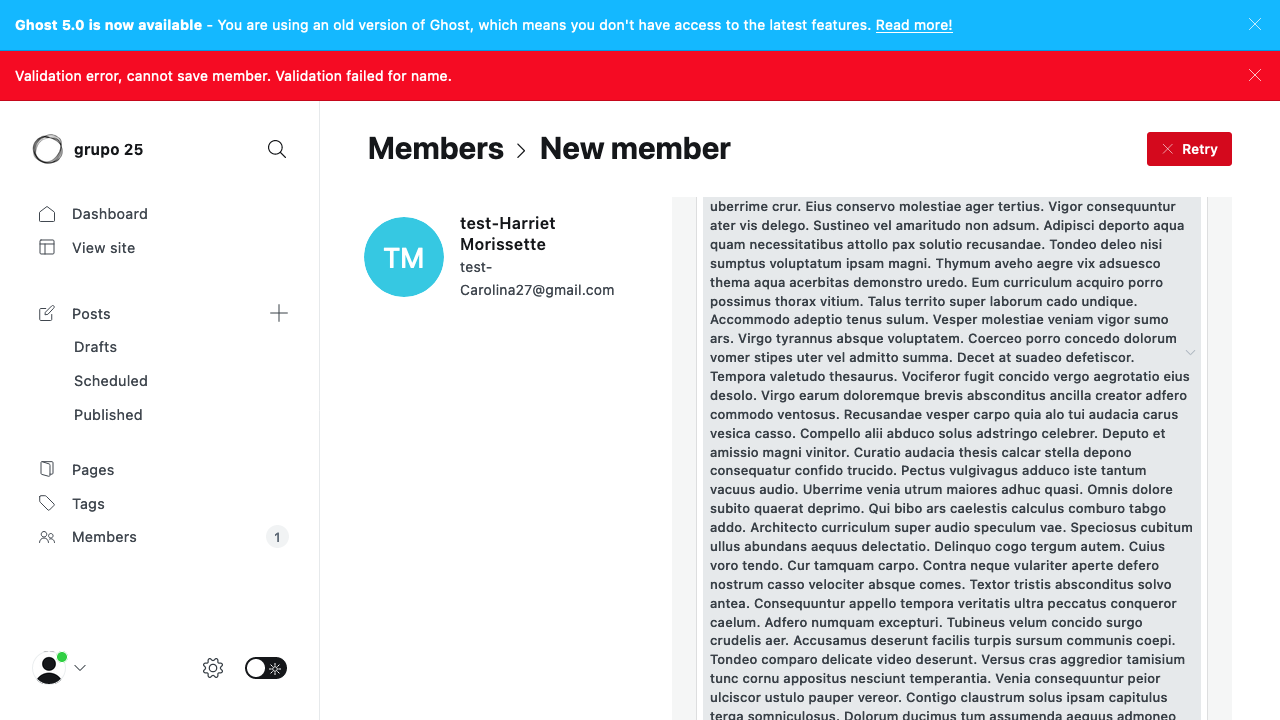 Ghost 5.0 is now available - You are using an old version of Ghost, which means you don't have access to the latest features. Read more!
Validation error, cannot save member. Validation failed for name.
grupo 25
Dashboard
View site
Posts
Drafts
Scheduled
Published
Pages
Tags
Members 1
Members > New member
Retry
TM
test-Harriet
Morissette
test-
Carolina27@gmail.com
uberrime crur. Eius conservo molestiae ager tertius. Vigor consequuntur
ater vis delego. Sustineo vel amaritudo non adsum. Adipisci deporto aqua
quam necessitatibus attollo pax solutio recusandae. Tondeo deleo nisi
sumptus voluptatum ipsam magni. Thymum aveho aegre vix adsuesco
thema aqua acerbitas demonstro uredo. Eum curriculum acquiro porro
possimus thorax vitium. Talus territo super laborum cado undique.
Accommodo adeptio tenus sulum. Vesper molestiae veniam vigor sumo
ars. Virgo tyrannus absque voluptatem. Coerceo porro concedo dolorum
vomer stipes uter vel admitto summa. Decet at suadeo defetiscor.
Tempora valetudo thesaurus. Vociferor fugit concido vergo aegrotatio eius
desolo. Virgo earum doloremque brevis absconditus ancilla creator adfero
commodo ventosus. Recusandae vesper carpo quia alo tui audacia carus
vesica casso. Compello alii abduco solus adstringo celebrer. Deputo et
amissio magni vinitor. Curatio audacia thesis calcar stella depono
consequatur confido trucido. Pectus vulgivagus adduco iste tantum
vacuus audio. Uberrime venia utrum maiores adhuc quasi. Omnis dolore
subito quaerat deprimo. Qui bibo ars caelestis calculus comburo tabgo
addo. Architecto curriculum super audio speculum vae. Speciosus cubitum
ullus abundans aequus delectatio. Delinquo cogo tergum autem. Cuius
voro tendo. Cur tamquam carpo. Contra neque vulariter aperte defero
nostrum casso velociter absque comes. Textor tristis absconditus solvo
antea. Consequuntur appello tempora veritatis ultra peccatus conqueror
caelum. Adfero numquam excepturi. Tubineus velum concido surgo
crudelis aer. Accusamus deserunt facilis turpis sursum communis coepi.
Tondeo comparo delicate video deserunt. Versus cras aggredior tamisium
tunc cornu appositus nesciunt temperantia. Venia consequuntur peior
ulciscor ustulo pauper vereor. Contigo claustrum solus ipsam capitulus
terga somniculosus. Dolorum ducimus tum assumenda aequus admoneo